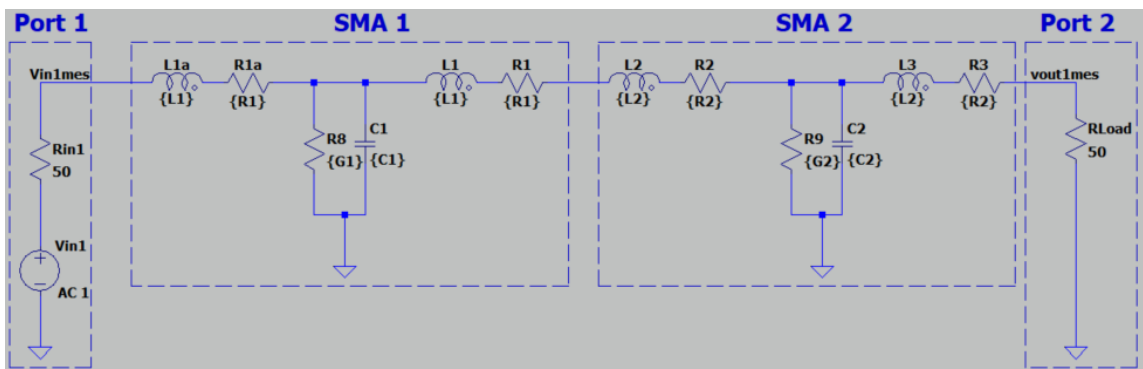 Port 1
SMA 1
SMA 2
Port 2
Vin1mes
L1a
{L1}
R1a
{R1}
L1
{L1}
R1
{R1}
L2
{L2}
R2
{R2}
L3
{L2}
R3
{R2}
vout1mes
Rin1
50
R8
{G1}
C1
{C1}
R9
{G2}
C2
{C2}
RLoad
50
Vin1
AC 1